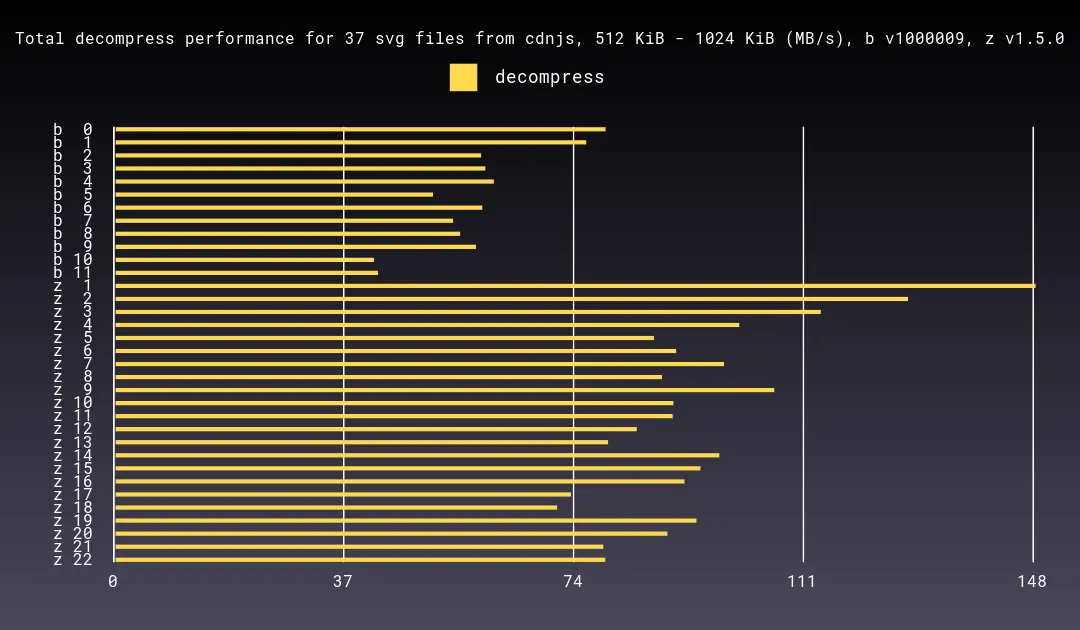 Total decompress performance for 37 svg files from cdnjs, 512 KiB - 1024 KiB (MB/s), b v1000009, z v1.5.0
decompress
b 0
b 1
b 2
b 3
b 4
b 5
b 6
b 7
b 8
b 9
b 10
b 11
z 1
z 2
z 3
z 4
z 5
z 6
z 7
z 8
z 9
z 10
z 11
z 12
z 13
z 14
z 15
z 16
z 17
z 18
z 19
z 20
z 21
z 22
0 37 74 111 148